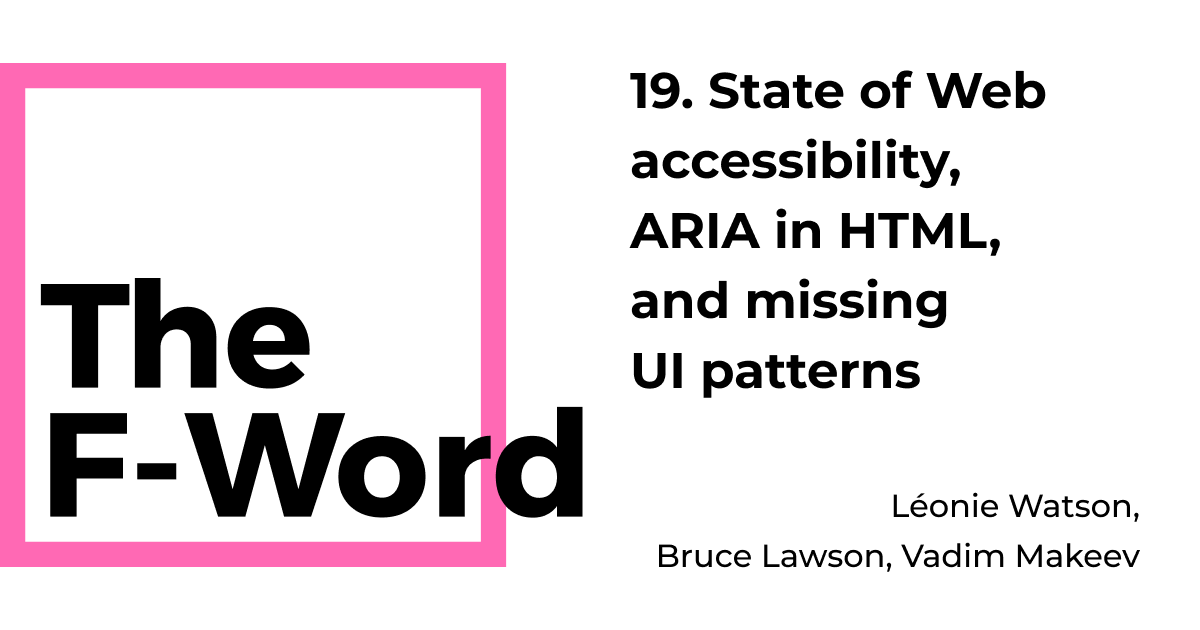 The
F-Word
19. State of Web
accessibility,
ARIA in HTML,
and missing
UI patterns
Léonie Watson,
Bruce Lawson, Vadim Makeev